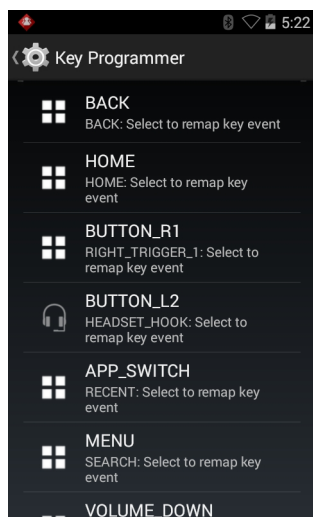 5:22
Key Programmer
BACK
BACK: Select to remap key event
HOME
HOME: Select to remap key
event
BUTTON_R1
RIGHT_TRIGGER_1: Select to
remap key event
BUTTON_L2
HEADSET_HOOK: Select to
remap key event
APP_SWITCH
RECENT: Select to remap key
event
MENU
SEARCH: Select to remap key
event
VOLUME_DOWN